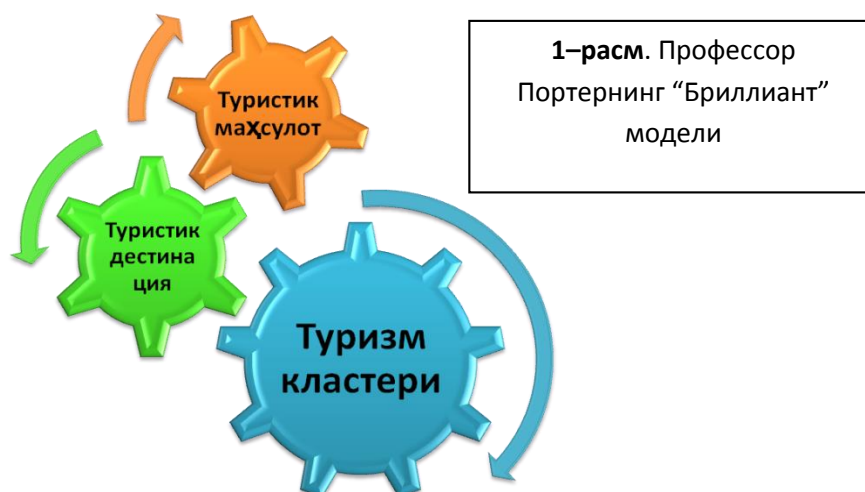 1–расм. Профессор
Портернинг “Бриллиант”
модели
Туристик
маҳсулот
Туристик
дестина
ция
Туризм
кластери